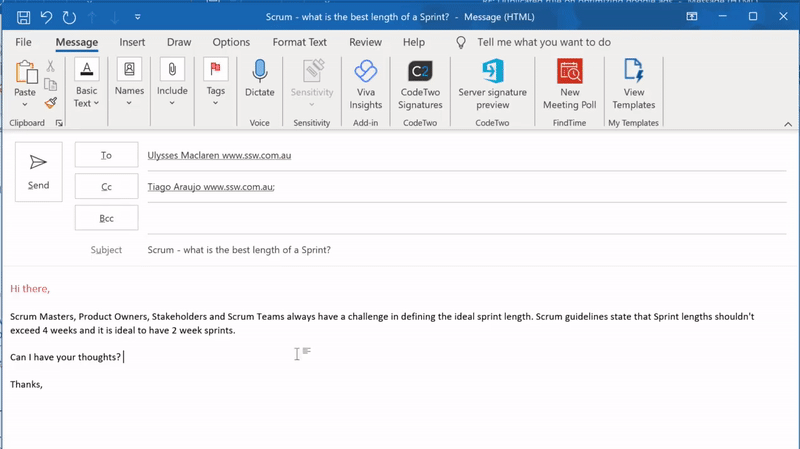 Scrum - what is the best length of a Sprint? - Message (HTML)
File Message Insert Draw Options Format Text Review Help Tell me what you want to do
Paste
Basic Text
Names
Include
Tags
Dictate
Sensitivity
Viva Insights
CodeTwo Signatures
Server signature preview
New Meeting Poll
View Templates
Clipboard Voice Sensitivity Add-in CodeTwo CodeTwo FindTime My Templates
Send
To Ulysses Maclaren www.ssw.com.au
Cc Tiago Araujo www.ssw.com.au;
Bcc
Subject Scrum - what is the best length of a Sprint?
Hi there,
Scrum Masters, Product Owners, Stakeholders and Scrum Teams always have a challenge in defining the ideal sprint length. Scrum guidelines state that Sprint lengths shouldn't
exceed 4 weeks and it is ideal to have 2 week sprints.
Can I have your thoughts?
Thanks,